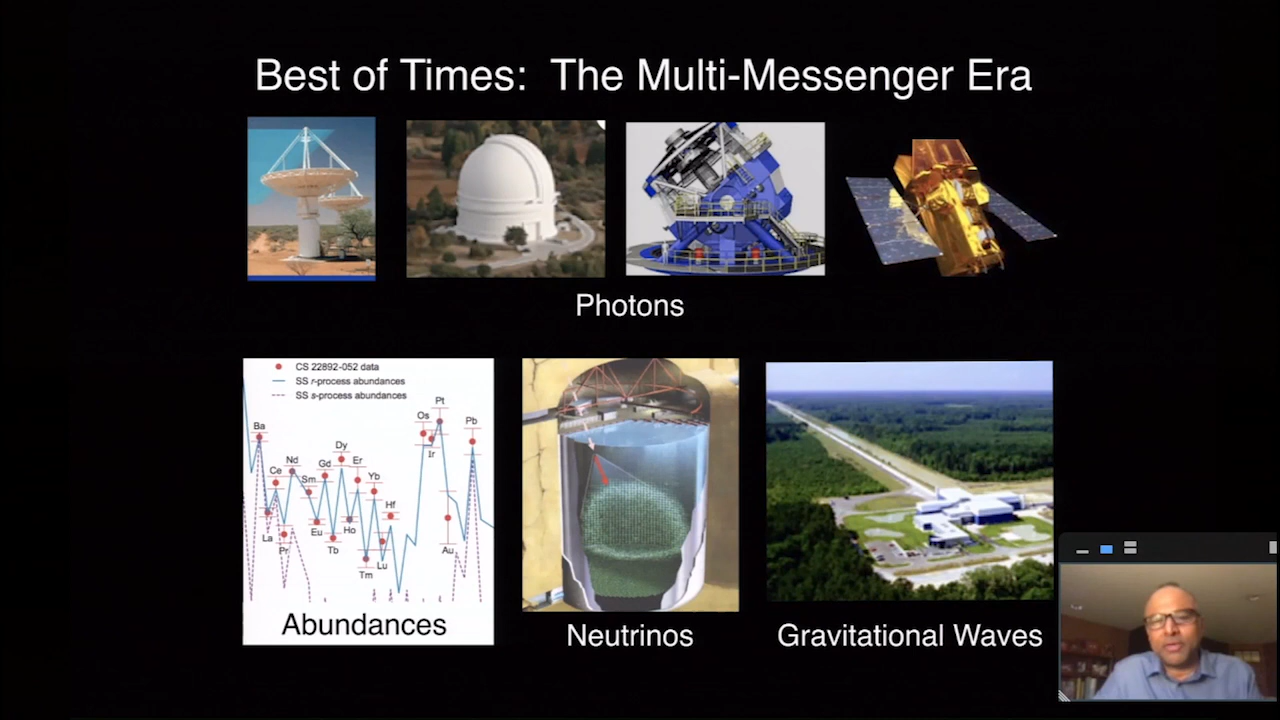 Best of Times: The Multi-Messenger Era
Photons
CS 22892-052 data
SS r-process abundances
SS s-process abundances
Pt
Os
Pb
Ba
Ir
Dy
Nd
Gd
Er
Ce
Sm
Yb
Hf
La
Eu
Ho
Pr
Tb
Au
Lu
Tm
Abundances
Neutrinos
Gravitational Waves